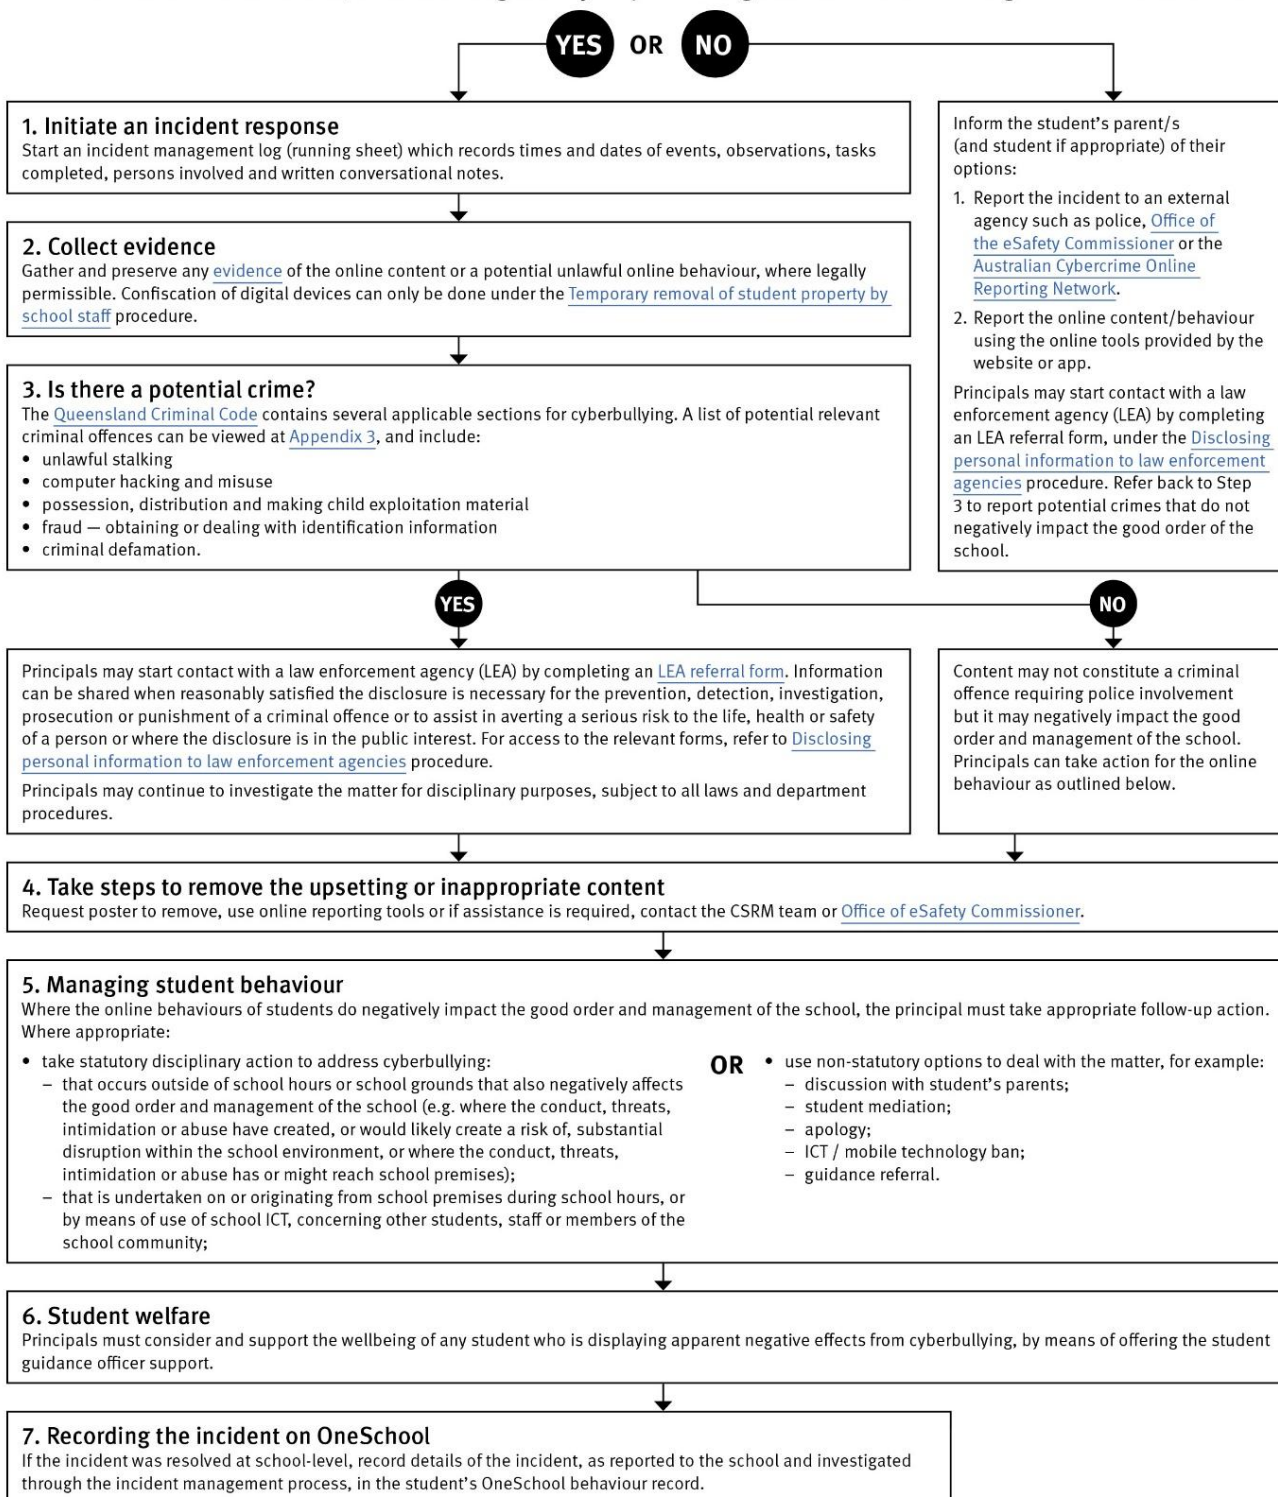 YES OR NO
1. Initiate an incident response
Start an incident management log (running sheet) which records times and dates of events, observations, tasks
completed, persons involved and written conversational notes.
Inform the student's parent/s
(and student if appropriate) of their
options:
1. Report the incident to an external
agency such as police, Office of
the eSafety Commissioner or the
Australian Cybercrime Online
Reporting Network.
2. Report the online content/behaviour
using the online tools provided by the
website or app.
Principals may start contact with a law
enforcement agency (LEA) by completing
an LEA referral form, under the Disclosing
personal information to law enforcement
agencies procedure. Refer back to Step
3 to report potential crimes that do not
negatively impact the good order of the
school.
2. Collect evidence
Gather and preserve any evidence of the online content or a potential unlawful online behaviour, where legally
permissible. Confiscation of digital devices can only be done under the Temporary removal of student property by
school staff procedure.
3. Is there a potential crime?
The Queensland Criminal Code contains several applicable sections for cyberbullying. A list of potential relevant
criminal offences can be viewed at Appendix 3, and include:
• unlawful stalking
• computer hacking and misuse
• possession, distribution and making child exploitation material
• fraud — obtaining or dealing with identification information
• criminal defamation.
YES
NO
Principals may start contact with a law enforcement agency (LEA) by completing an LEA referral form. Information
can be shared when reasonably satisfied the disclosure is necessary for the prevention, detection, investigation,
prosecution or punishment of a criminal offence or to assist in averting a serious risk to the life, health or safety
of a person or where the disclosure is in the public interest. For access to the relevant forms, refer to Disclosing
personal information to law enforcement agencies procedure.
Principals may continue to investigate the matter for disciplinary purposes, subject to all laws and department
procedures.
Content may not constitute a criminal
offence requiring police involvement
but it may negatively impact the good
order and management of the school.
Principals can take action for the online
behaviour as outlined below.
4. Take steps to remove the upsetting or inappropriate content
Request poster to remove, use online reporting tools or if assistance is required, contact the CSRM team or Office of eSafety Commissioner.
5. Managing student behaviour
Where the online behaviours of students do negatively impact the good order and management of the school, the principal must take appropriate follow-up action.
Where appropriate:
• take statutory disciplinary action to address cyberbullying:
– that occurs outside of school hours or school grounds that also negatively affects
the good order and management of the school (e.g. where the conduct, threats,
intimidation or abuse have created, or would likely create a risk of, substantial
disruption within the school environment, or where the conduct, threats,
intimidation or abuse has or might reach school premises);
– that is undertaken on or originating from school premises during school hours, or
by means of use of school ICT, concerning other students, staff or members of the
school community;
OR
• use non-statutory options to deal with the matter, for example:
– discussion with student's parents;
– student mediation;
– apology;
– ICT / mobile technology ban;
– guidance referral.
6. Student welfare
Principals must consider and support the wellbeing of any student who is displaying apparent negative effects from cyberbullying, by means of offering the student
guidance officer support.
7. Recording the incident on OneSchool
If the incident was resolved at school-level, record details of the incident, as reported to the school and investigated
through the incident management process, in the student's OneSchool behaviour record.